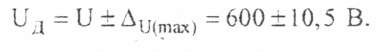 U_Д = U ± Δ_U(max) = 600 ± 10,5 В.